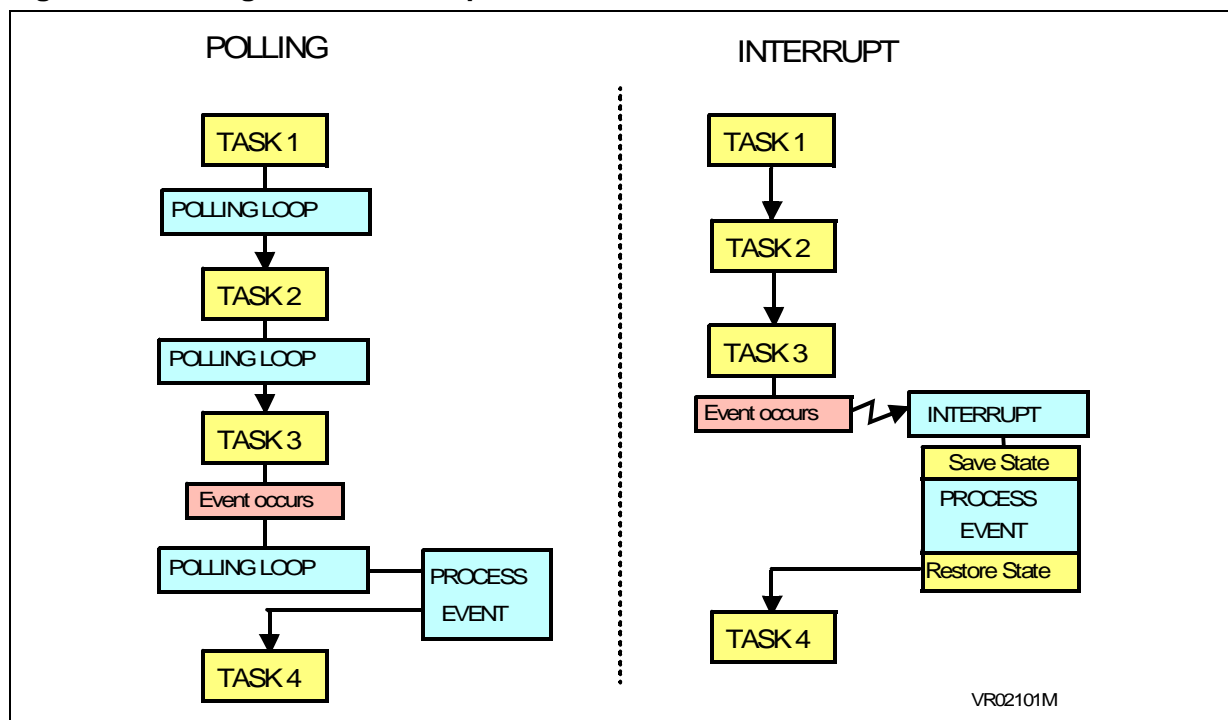 POLLING
TASK 1
POLLING LOOP
TASK 2
POLLING LOOP
TASK 3
Event occurs
POLLING LOOP
PROCESS
EVENT
TASK 4
INTERRUPT
TASK 1
TASK 2
TASK 3
Event occurs
INTERRUPT
Save State
PROCESS
EVENT
Restore State
TASK 4
VR02101M